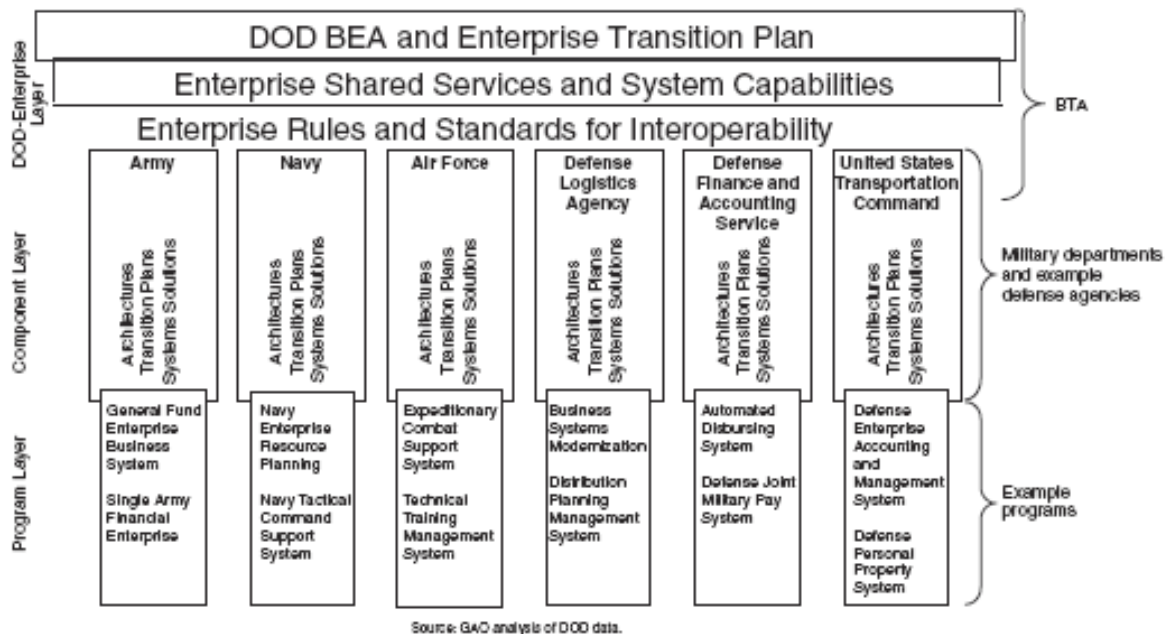 DOD BEA and Enterprise Transition Plan
Enterprise Shared Services and System Capabilities
Enterprise Rules and Standards for Interoperability
DOD-Enterprise
Layer
BTA
Component Layer
Army
Architectures
Transition Plans
Systems Solutions
Navy
Architectures
Transition Plans
Systems Solutions
Air Force
Architectures
Transition Plans
Systems Solutions
Defense
Logistics
Agency
Architectures
Transition Plans
Systems Solutions
Defense
Finance and
Accounting
Service
Architectures
Transition Plans
Systems Solutions
United States
Transportation
Command
Architectures
Transition Plans
Systems Solutions
Military departments
and example
defense agencies
Program Layer
General Fund
Enterprise
Business
System
Single Army
Financial
Enterprise
Navy
Enterprise
Resource
Planning
Navy Tactical
Command
Support
System
Expeditionary
Combat
Support
System
Technical
Training
Management
System
Business
Systems
Modernization
Distribution
Planning
Management
System
Automated
Disbursing
System
Defense Joint
Military Pay
System
Defense
Enterprise
Accounting
and
Management
System
Defense
Personal
Property
System
Example
programs
Source: GAO analysis of DOD data.